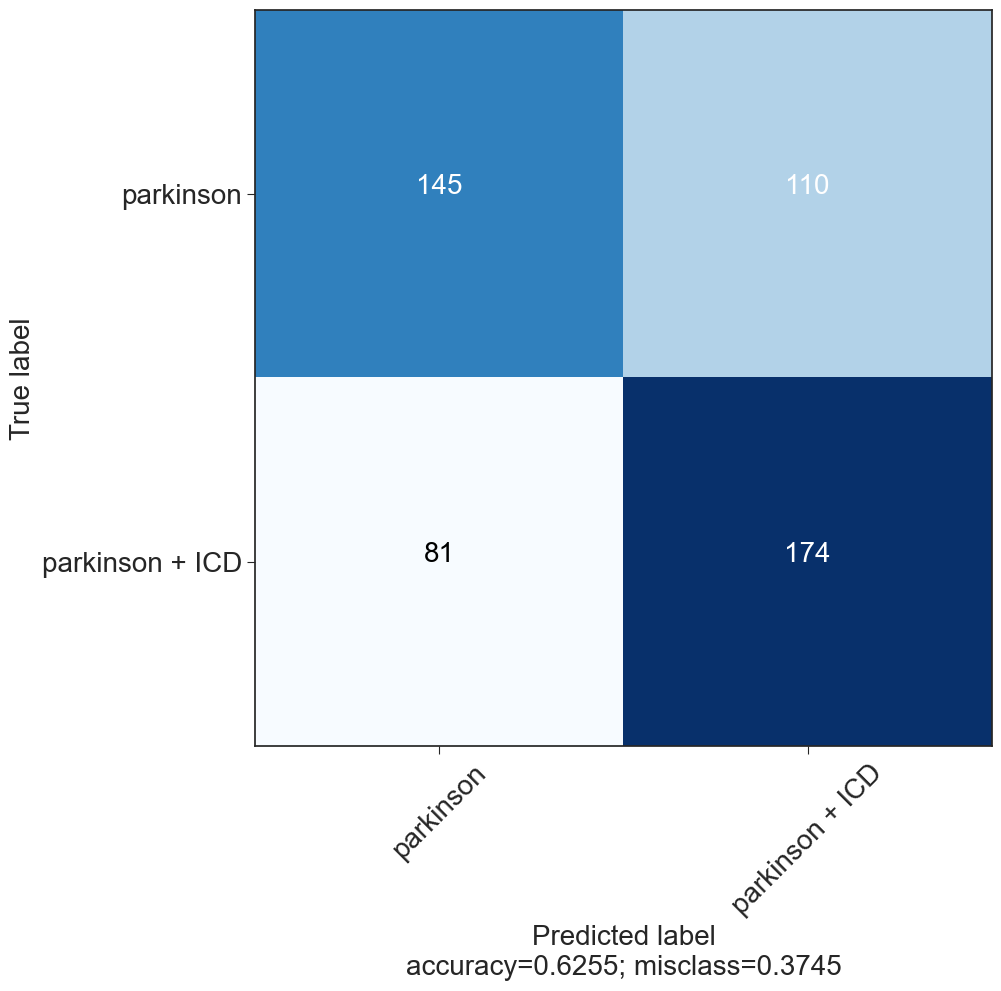 145
110
parkinson
True label
81
174
parkinson + ICD
parkinson
parkinson + ICD
Predicted label
accuracy=0.6255; misclass=0.3745